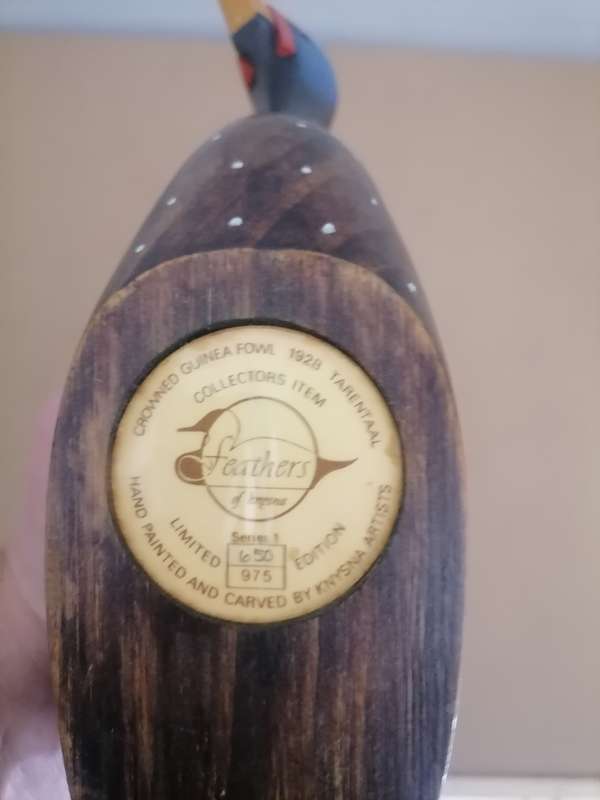 CROWNED GUINEA FOWL 1928 TARENTAAL
COLLECTORS ITEM
feathers
of knysna
Series 1
LIMITED EDITION
650
975
HAND PAINTED AND CARVED BY KNYSNA ARTISTS